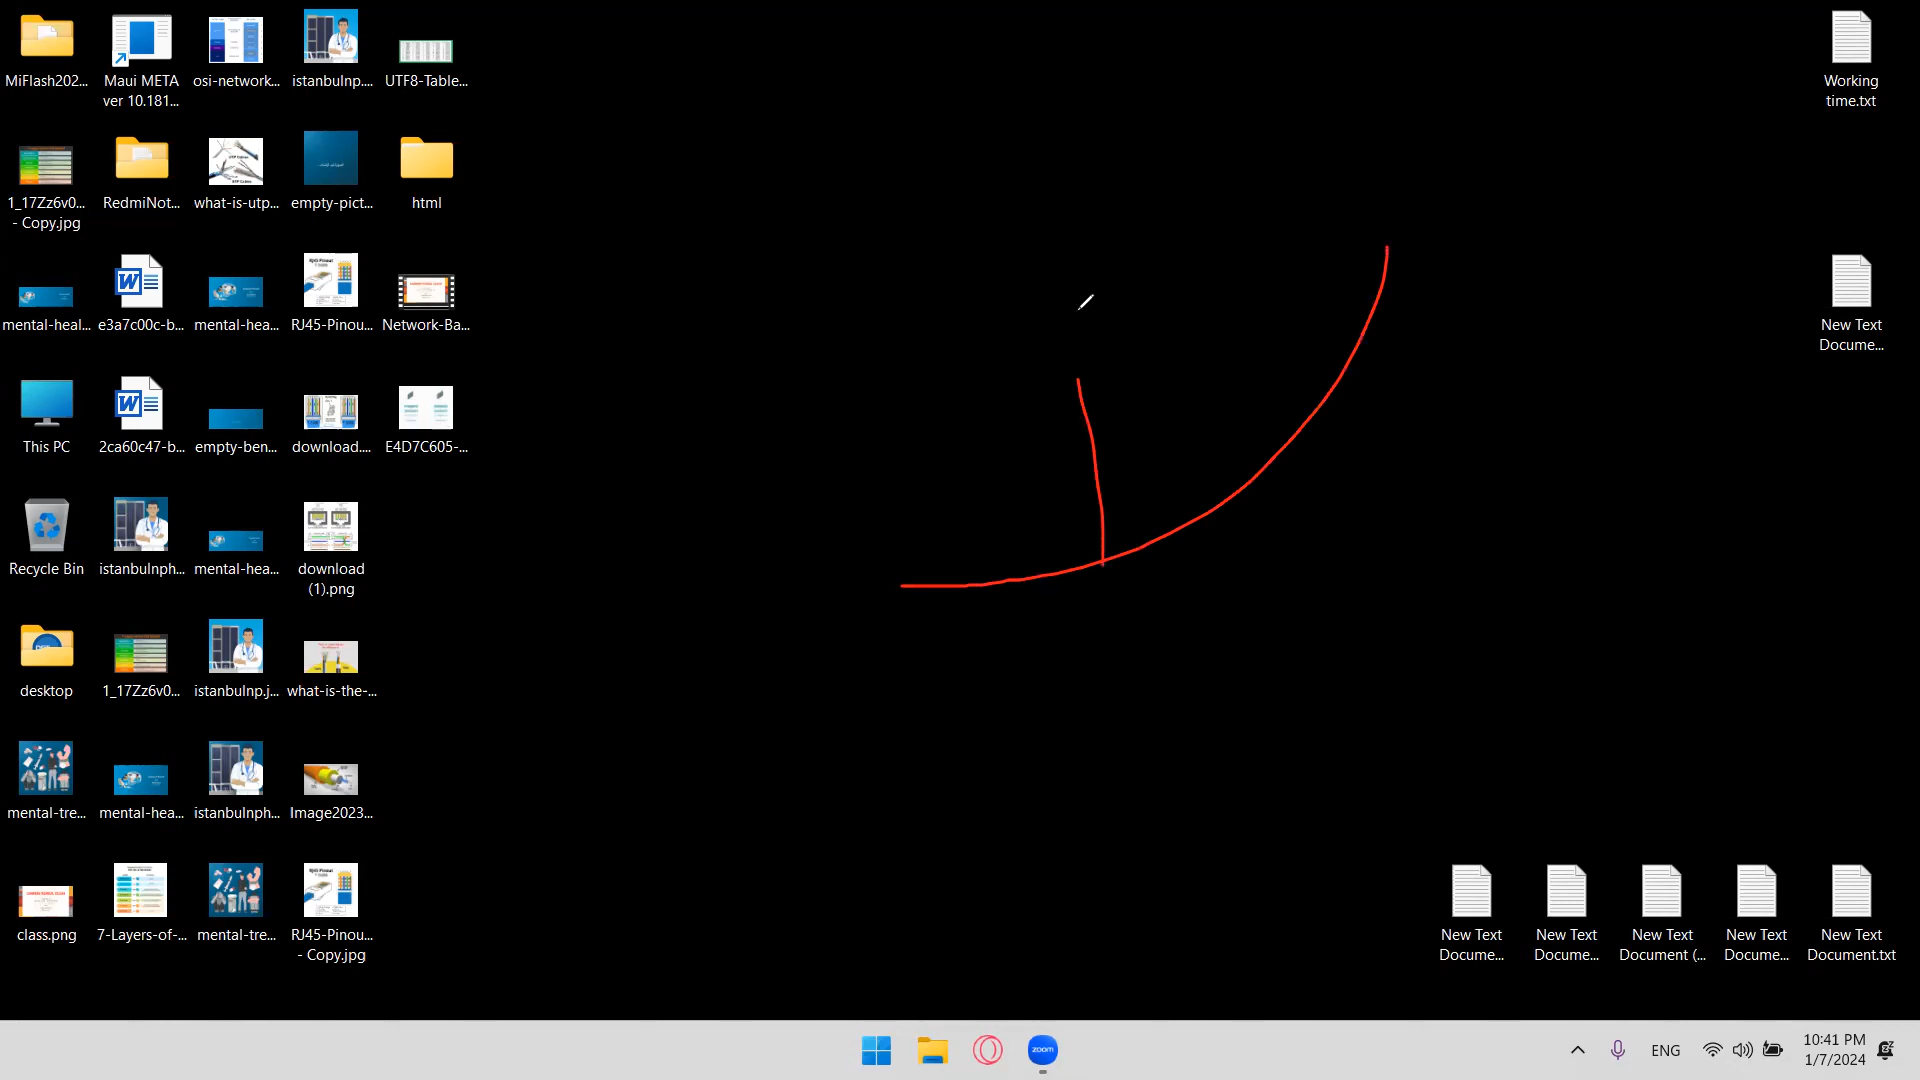 MiFlash202...
Maui META
ver 10.181...
osi-network...
istanbulnp....
UTF8-Table...
Working
time.txt
1_17Zz6v0...
- Copy.jpg
RedmiNot...
what-is-utp...
empty-pict...
html
mental-heal...
e3a7c00c-b...
mental-hea...
RJ45-Pinou...
Network-Ba...
New Text
Docume...
This PC
2ca60c47-b...
empty-ben...
download....
E4D7C605-...
Recycle Bin
istanbulnph...
mental-hea...
download
(1).png
desktop
1_17Zz6v0...
istanbulnp.j...
what-is-the-...
mental-tre...
mental-hea...
istanbulnph...
Image2023...
class.png
7-Layers-of-...
mental-tre...
RJ45-Pinou...
- Copy.jpg
New Text
Docume...
New Text
Docume...
New Text
Document (...
New Text
Docume...
New Text
Document.txt
zoom
ENG
10:41 PM
1/7/2024